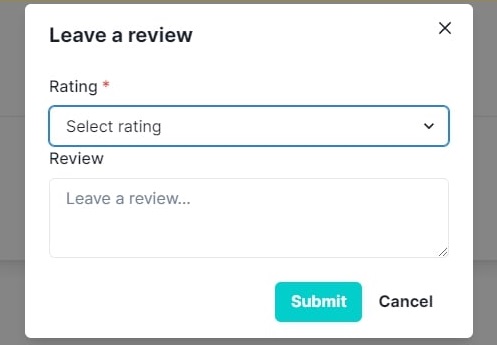 Leave a review
Rating *
Select rating
Review
Leave a review...
Submit Cancel